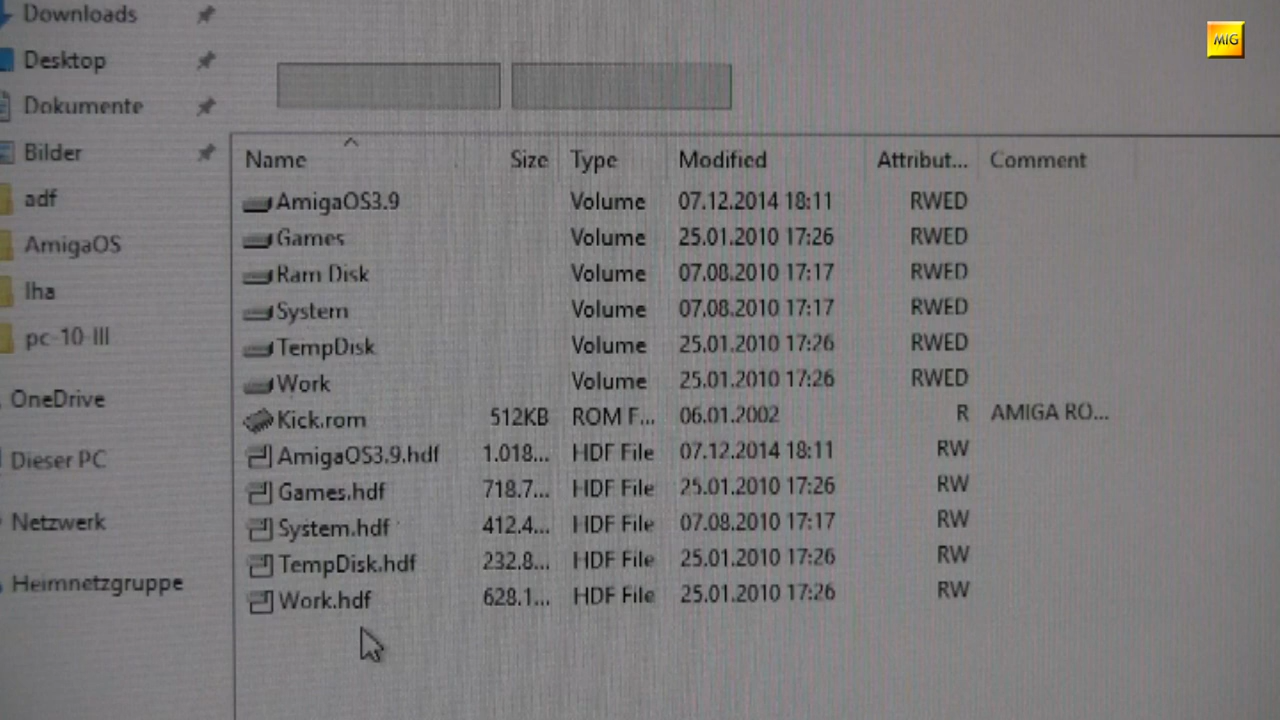 Downloads
Desktop
Dokumente
Bilder
adf
AmigaOS
lha
pc-10-III
OneDrive
Dieser PC
Netzwerk
Heimnetzgruppe
MIG
Name Size Type Modified Attribut... Comment
AmigaOS3.9 Volume 07.12.2014 18:11 RWED
Games Volume 25.01.2010 17:26 RWED
Ram Disk Volume 07.08.2010 17:17 RWED
System Volume 07.08.2010 17:17 RWED
TempDisk Volume 25.01.2010 17:26 RWED
Work Volume 25.01.2010 17:26 RWED
Kick.rom 512KB ROM F... 06.01.2002 R AMIGA RO...
AmigaOS3.9.hdf 1.018... HDF File 07.12.2014 18:11 RW
Games.hdf 718.7... HDF File 25.01.2010 17:26 RW
System.hdf 412.4... HDF File 07.08.2010 17:17 RW
TempDisk.hdf 232.8... HDF File 25.01.2010 17:26 RW
Work.hdf 628.1... HDF File 25.01.2010 17:26 RW